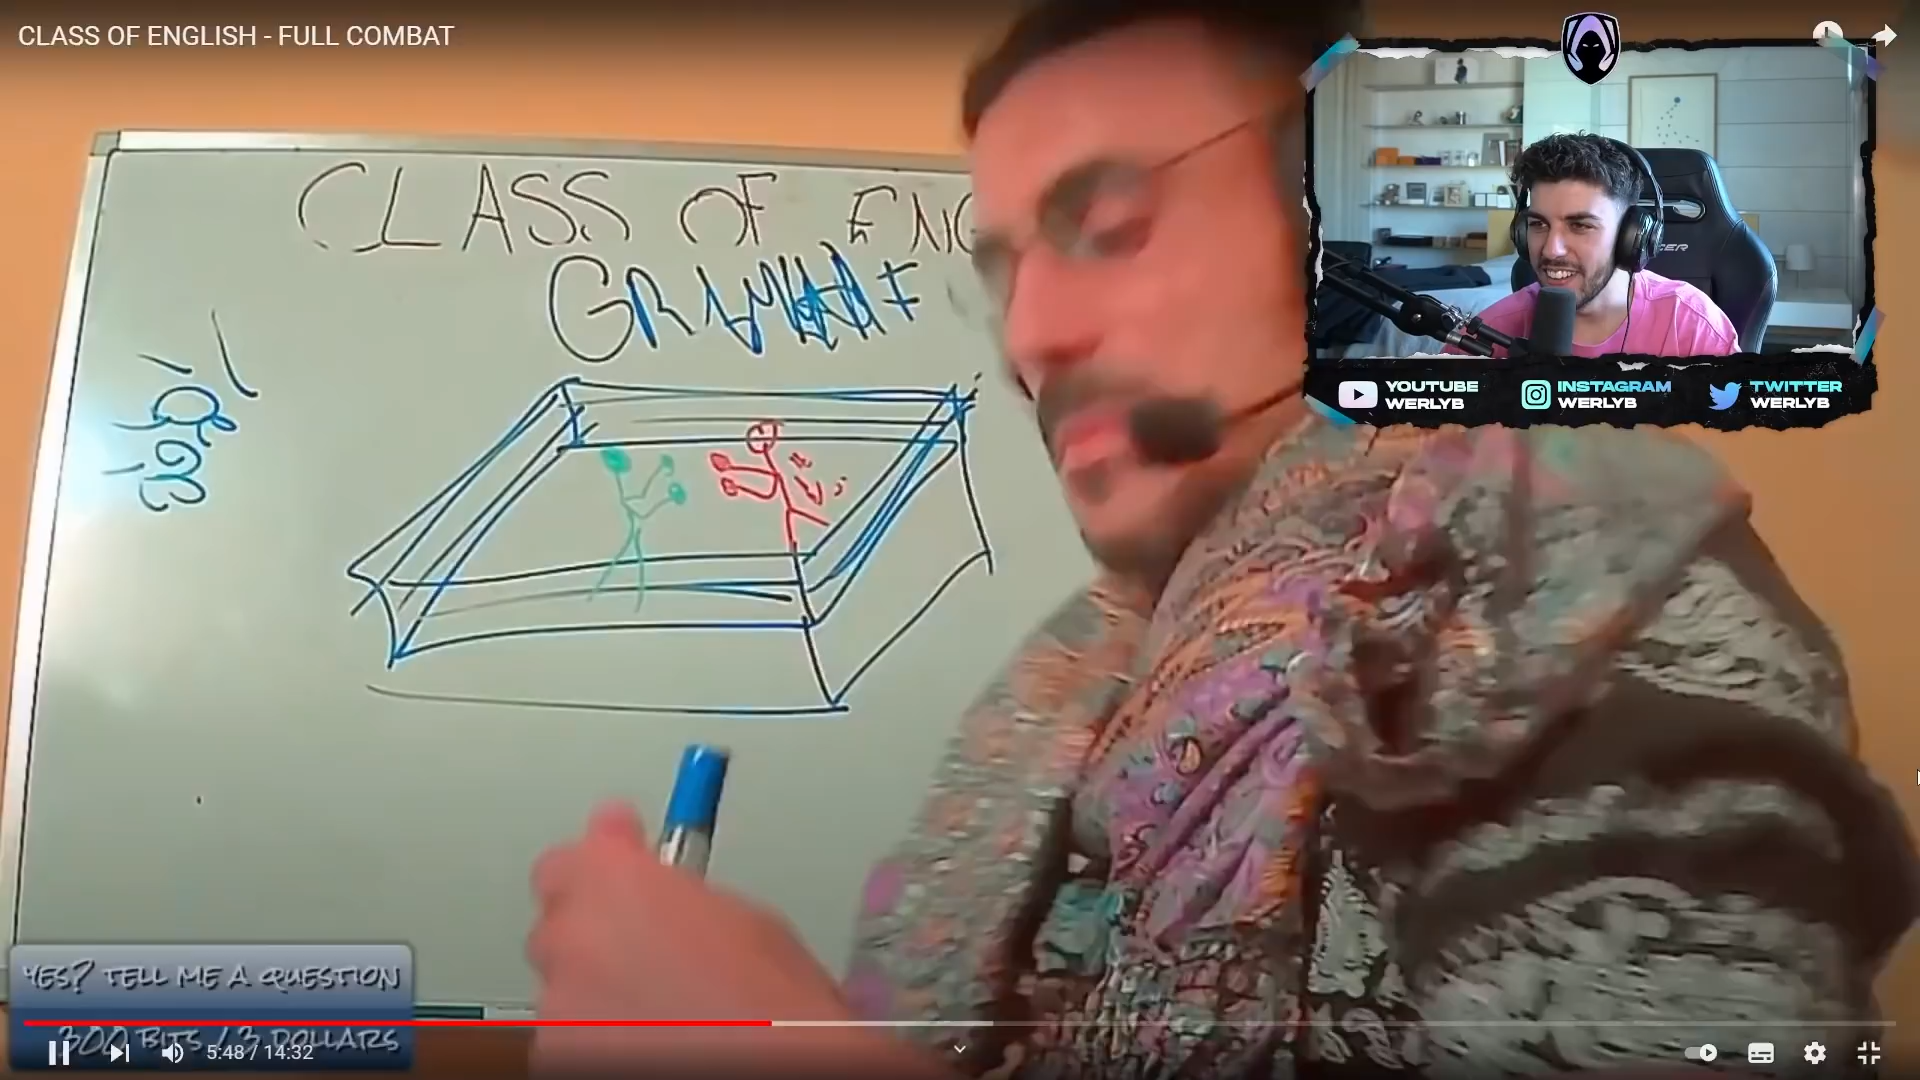 CLASS OF ENGLISH - FULL COMBAT
CLASS OF ENG
YOUTUBE
WERLYB
INSTAGRAM
WERLYB
TWITTER
WERLYB
YES? TELL ME A QUESTION
300 BITS / 3 DOLLARS
5:48 / 14:32